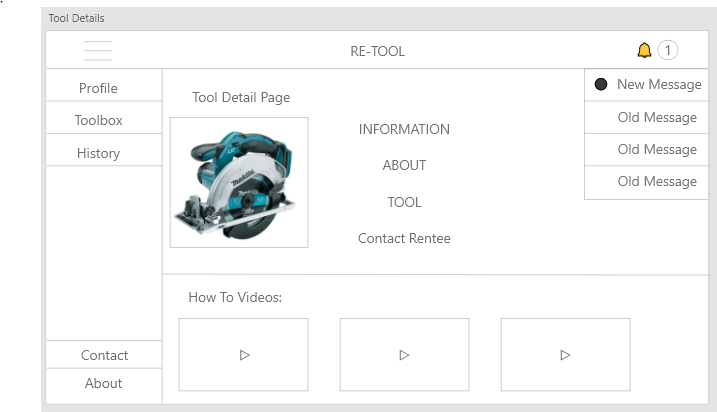 Tool Details
RE-TOOL
1
Profile
Toolbox
History
Contact
About
Tool Detail Page
Makita
INFORMATION
ABOUT
TOOL
Contact Rentee
New Message
Old Message
Old Message
Old Message
How To Videos: